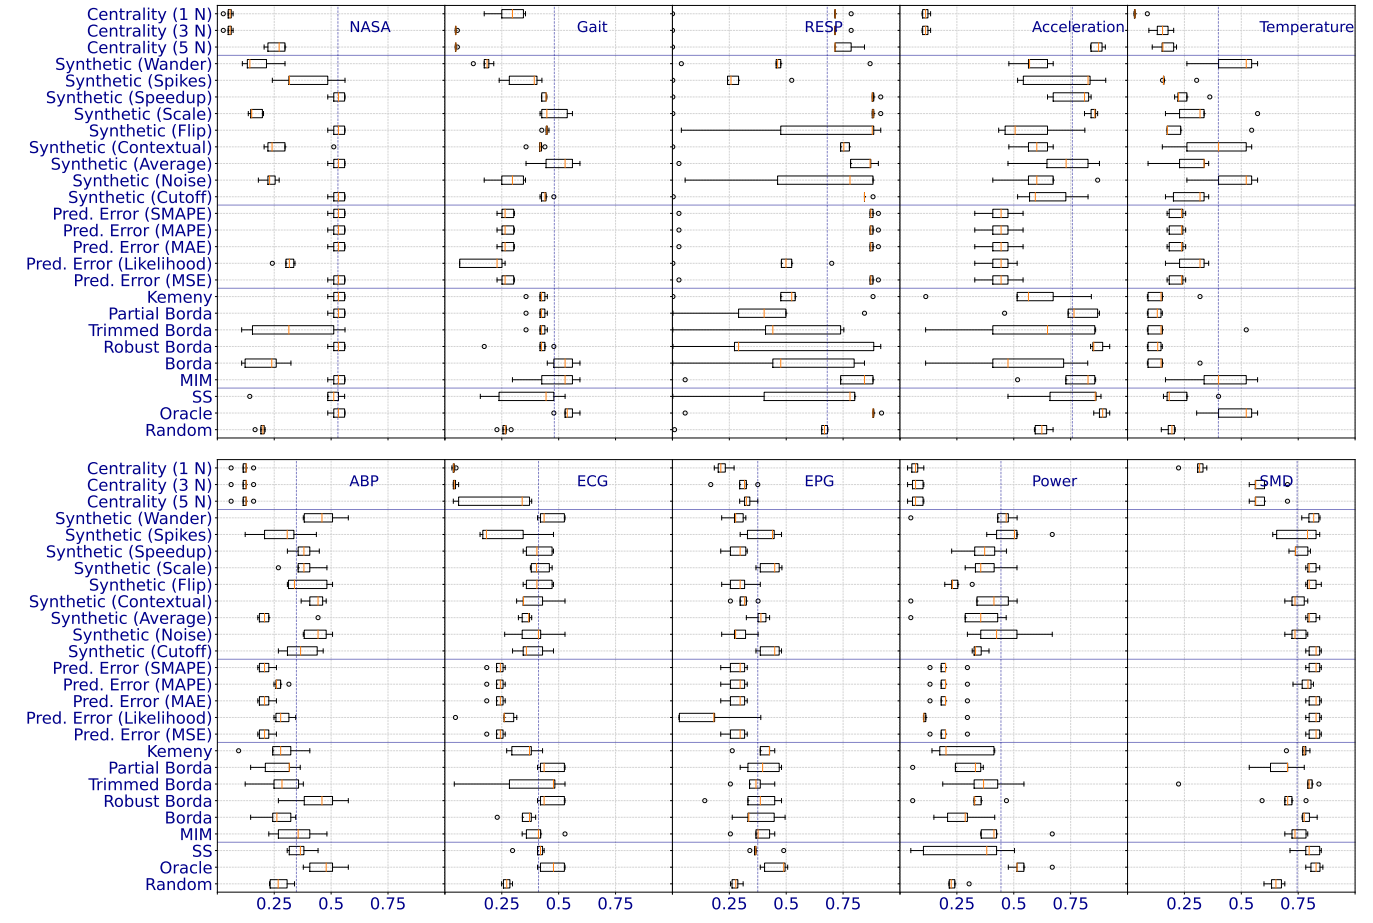 Centrality (1 N)
Centrality (3 N)
Centrality (5 N)
Synthetic (Wander)
Synthetic (Spikes)
Synthetic (Speedup)
Synthetic (Scale)
Synthetic (Flip)
Synthetic (Contextual)
Synthetic (Average)
Synthetic (Noise)
Synthetic (Cutoff)
Pred. Error (SMAPE)
Pred. Error (MAPE)
Pred. Error (MAE)
Pred. Error (Likelihood)
Pred. Error (MSE)
Kemeny
Partial Borda
Trimmed Borda
Robust Borda
Borda
MIM
SS
Oracle
Random
NASA Gait RESP Acceleration Temperature
Centrality (1 N)
Centrality (3 N)
Centrality (5 N)
Synthetic (Wander)
Synthetic (Spikes)
Synthetic (Speedup)
Synthetic (Scale)
Synthetic (Flip)
Synthetic (Contextual)
Synthetic (Average)
Synthetic (Noise)
Synthetic (Cutoff)
Pred. Error (SMAPE)
Pred. Error (MAPE)
Pred. Error (MAE)
Pred. Error (Likelihood)
Pred. Error (MSE)
Kemeny
Partial Borda
Trimmed Borda
Robust Borda
Borda
MIM
SS
Oracle
Random
ABP ECG EPG Power SMD
0.25 0.5 0.75 0.25 0.5 0.75 0.25 0.5 0.75 0.25 0.5 0.75 0.25 0.5 0.75